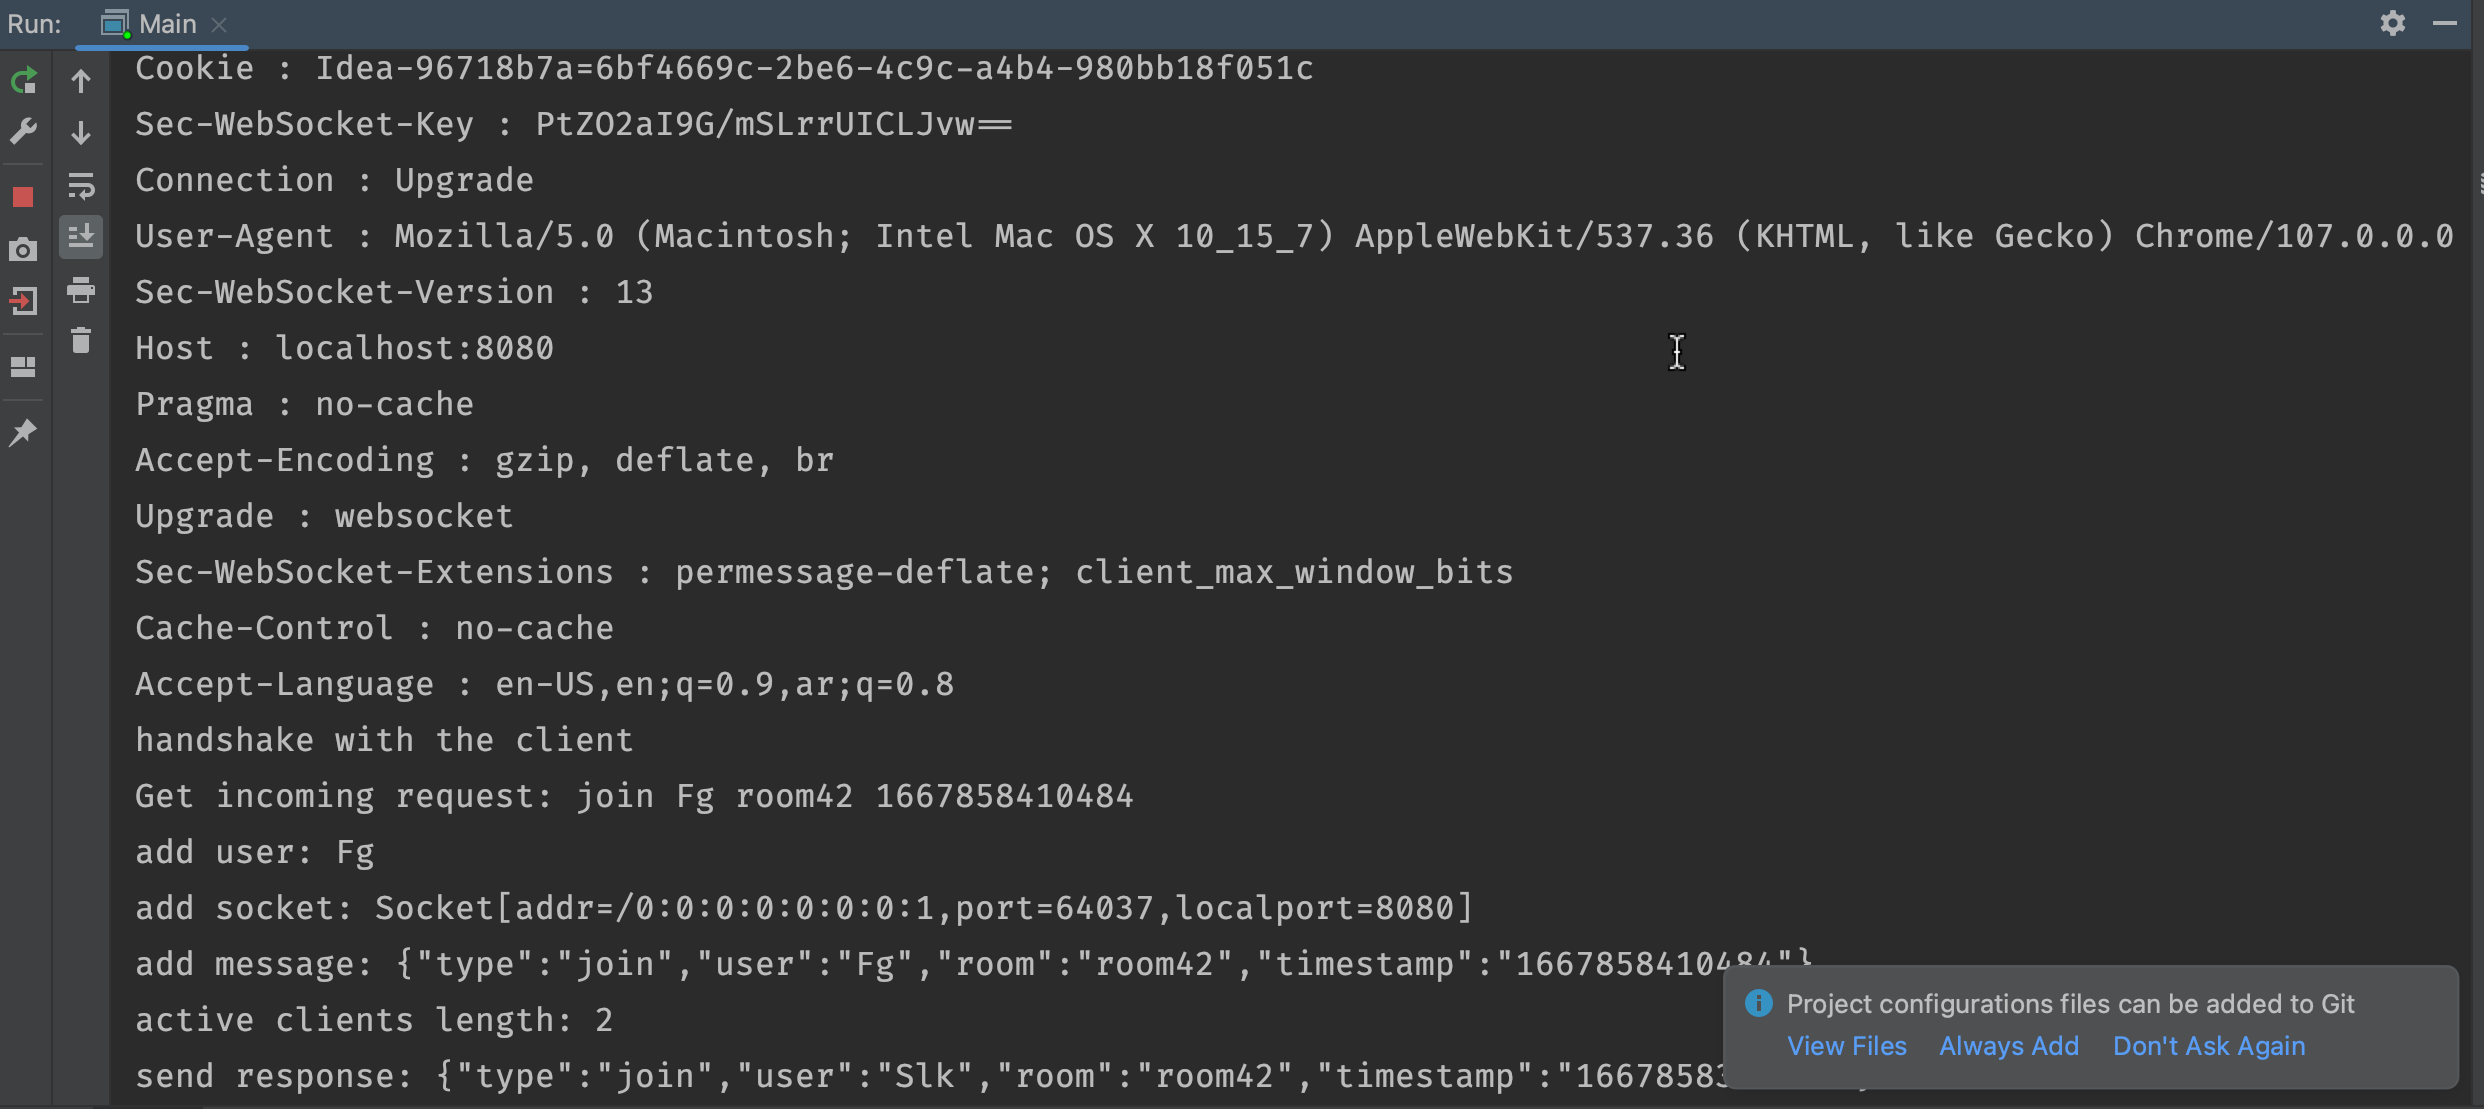 Run: Main
Cookie : Idea-96718b7a=6bf4669c-2be6-4c9c-a4b4-980bb18f051c
Sec-WebSocket-Key : PtZO2aI9G/mSLrrUICLJvw==
Connection : Upgrade
User-Agent : Mozilla/5.0 (Macintosh; Intel Mac OS X 10_15_7) AppleWebKit/537.36 (KHTML, like Gecko) Chrome/107.0.0.0
Sec-WebSocket-Version : 13
Host : localhost:8080
Pragma : no-cache
Accept-Encoding : gzip, deflate, br
Upgrade : websocket
Sec-WebSocket-Extensions : permessage-deflate; client_max_window_bits
Cache-Control : no-cache
Accept-Language : en-US,en;q=0.9,ar;q=0.8
handshake with the client
Get incoming request: join Fg room42 1667858410484
add user: Fg
add socket: Socket[addr=/0:0:0:0:0:0:0:1,port=64037,localport=8080]
add message: {"type":"join","user":"Fg","room":"room42","timestamp":"1667858410484"}
active clients length: 2
send response: {"type":"join","user":"Slk","room":"room42","timestamp":"16678583
Project configurations files can be added to Git
View Files Always Add Don't Ask Again